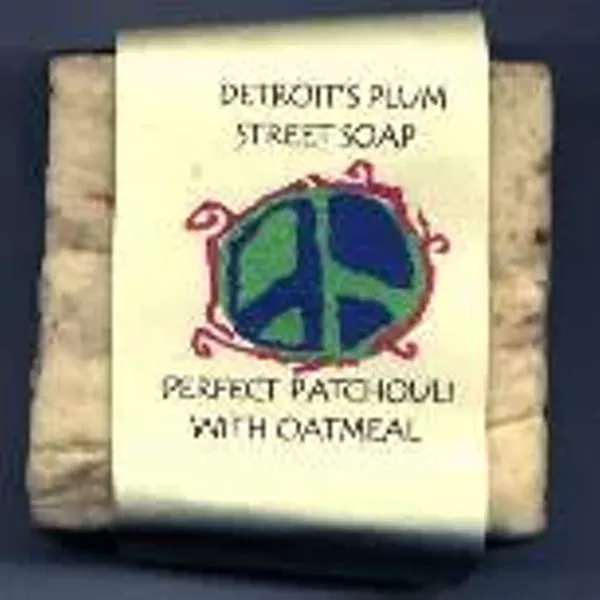 DETROIT'S PLUM
STREET SOAP
PERFECT PATCHOULI
WITH OATMEAL